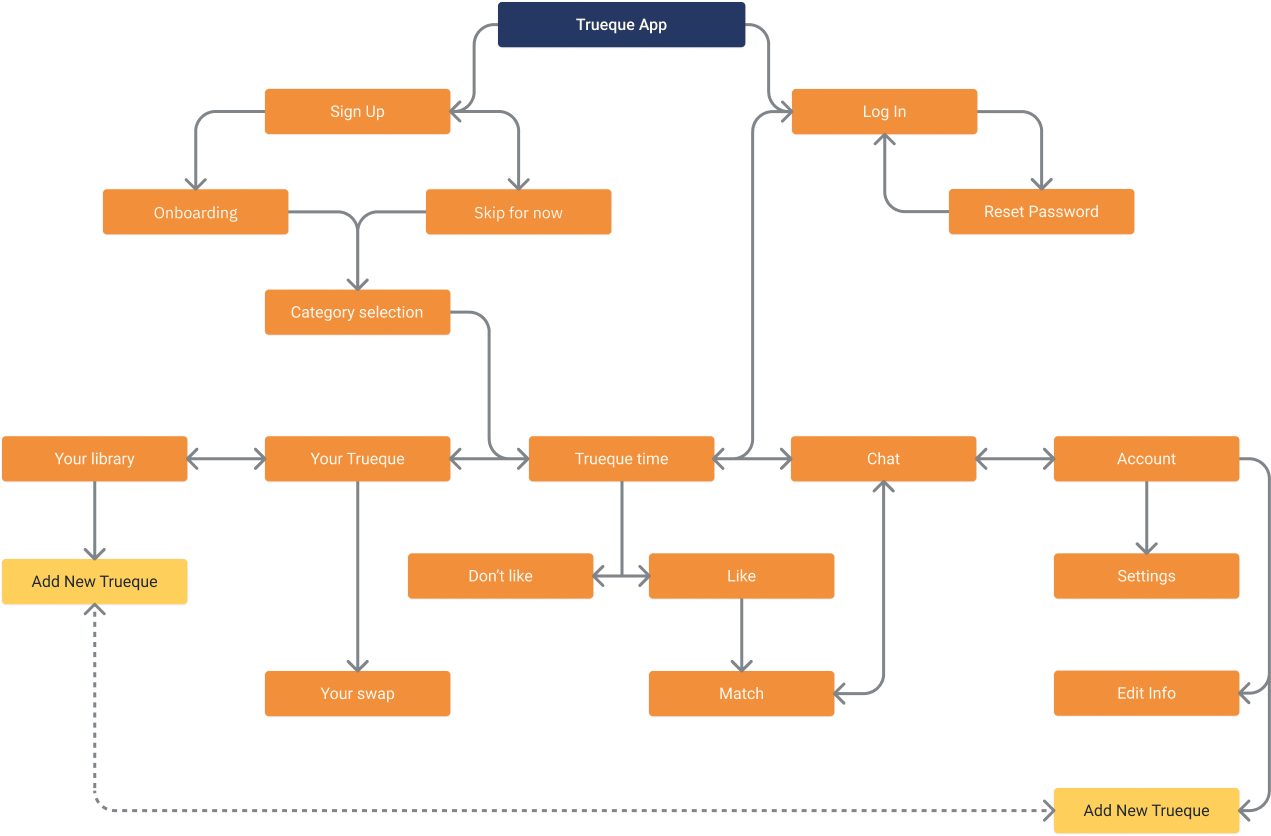 Trueque App
Sign Up
Log In
Onboarding
Skip for now
Reset Password
Category selection
Your library
Your Trueque
Trueque time
Chat
Account
Add New Trueque
Don't like
Like
Settings
Your swap
Match
Edit Info
Add New Trueque